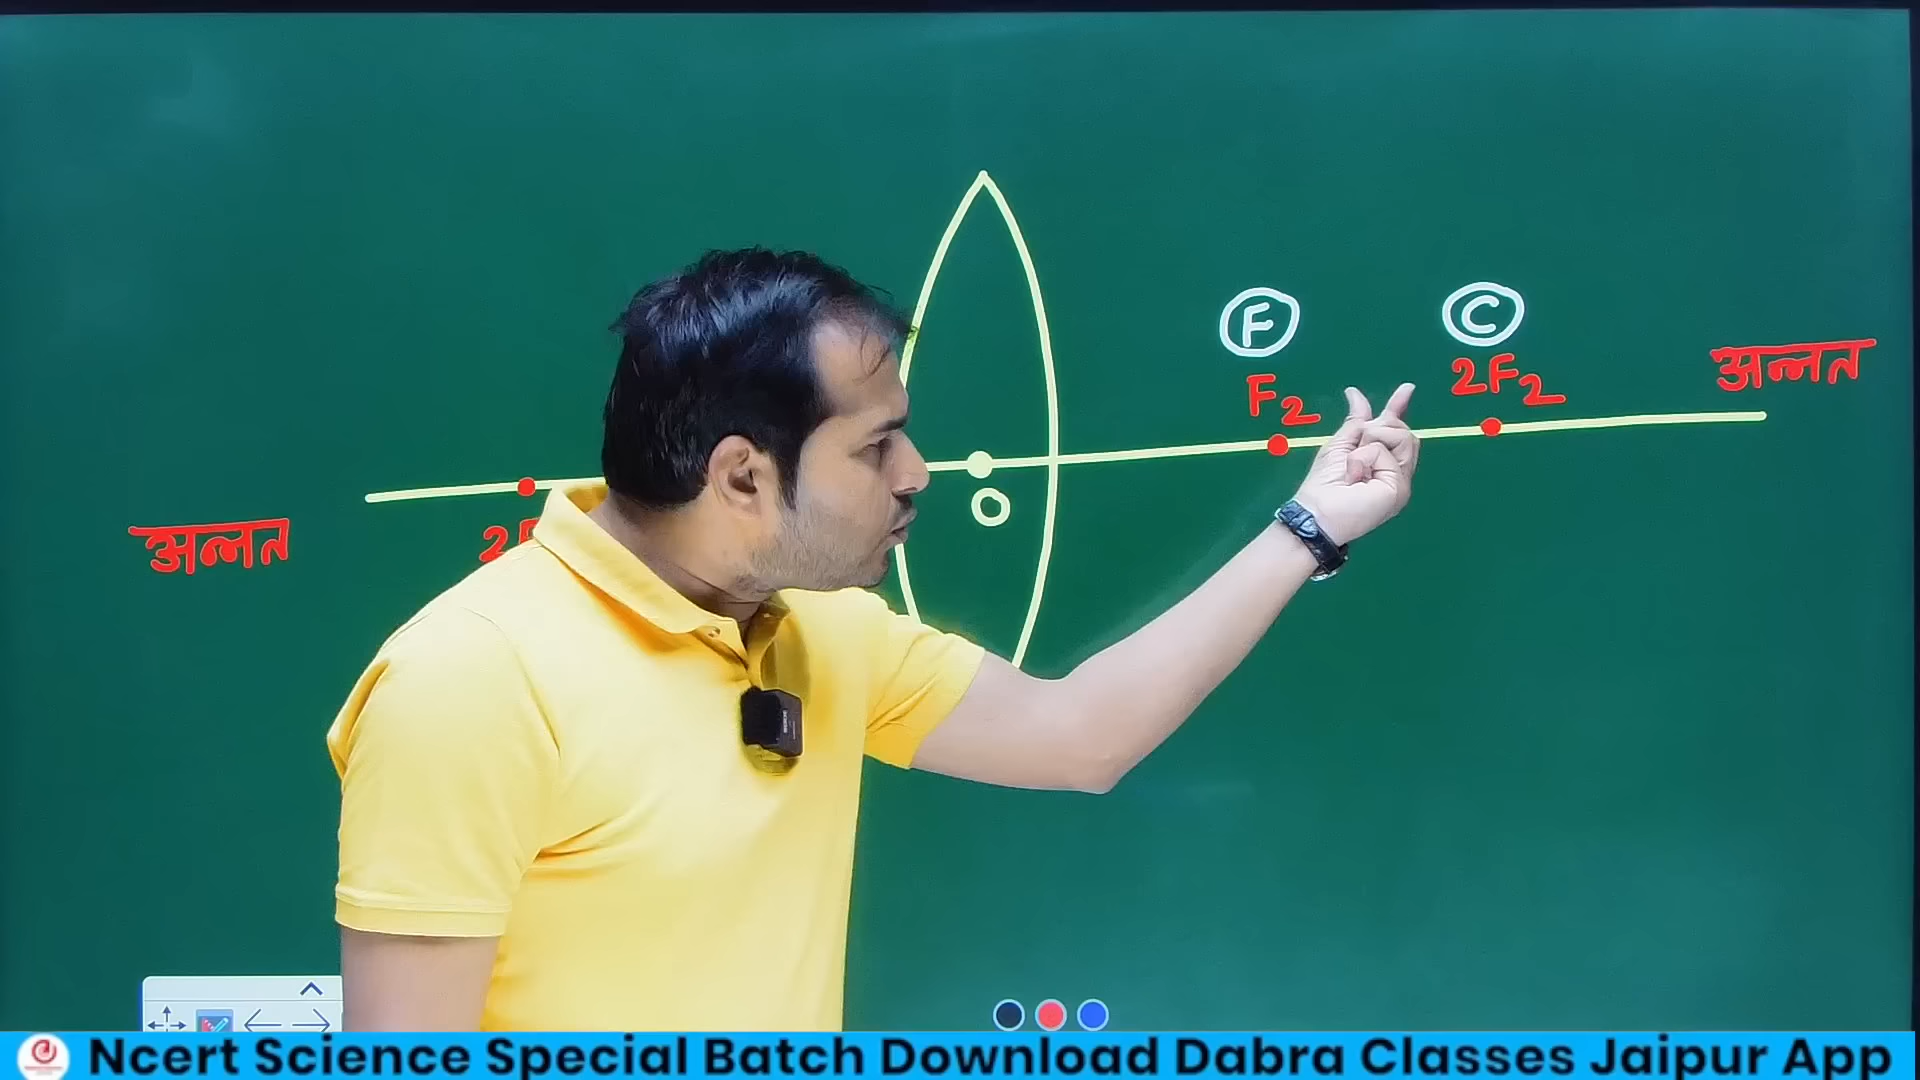 F
C
F2
2F2
अनन्त
O
अनन्त
Ncert Science Special Batch Download Dabra Classes Jaipur App